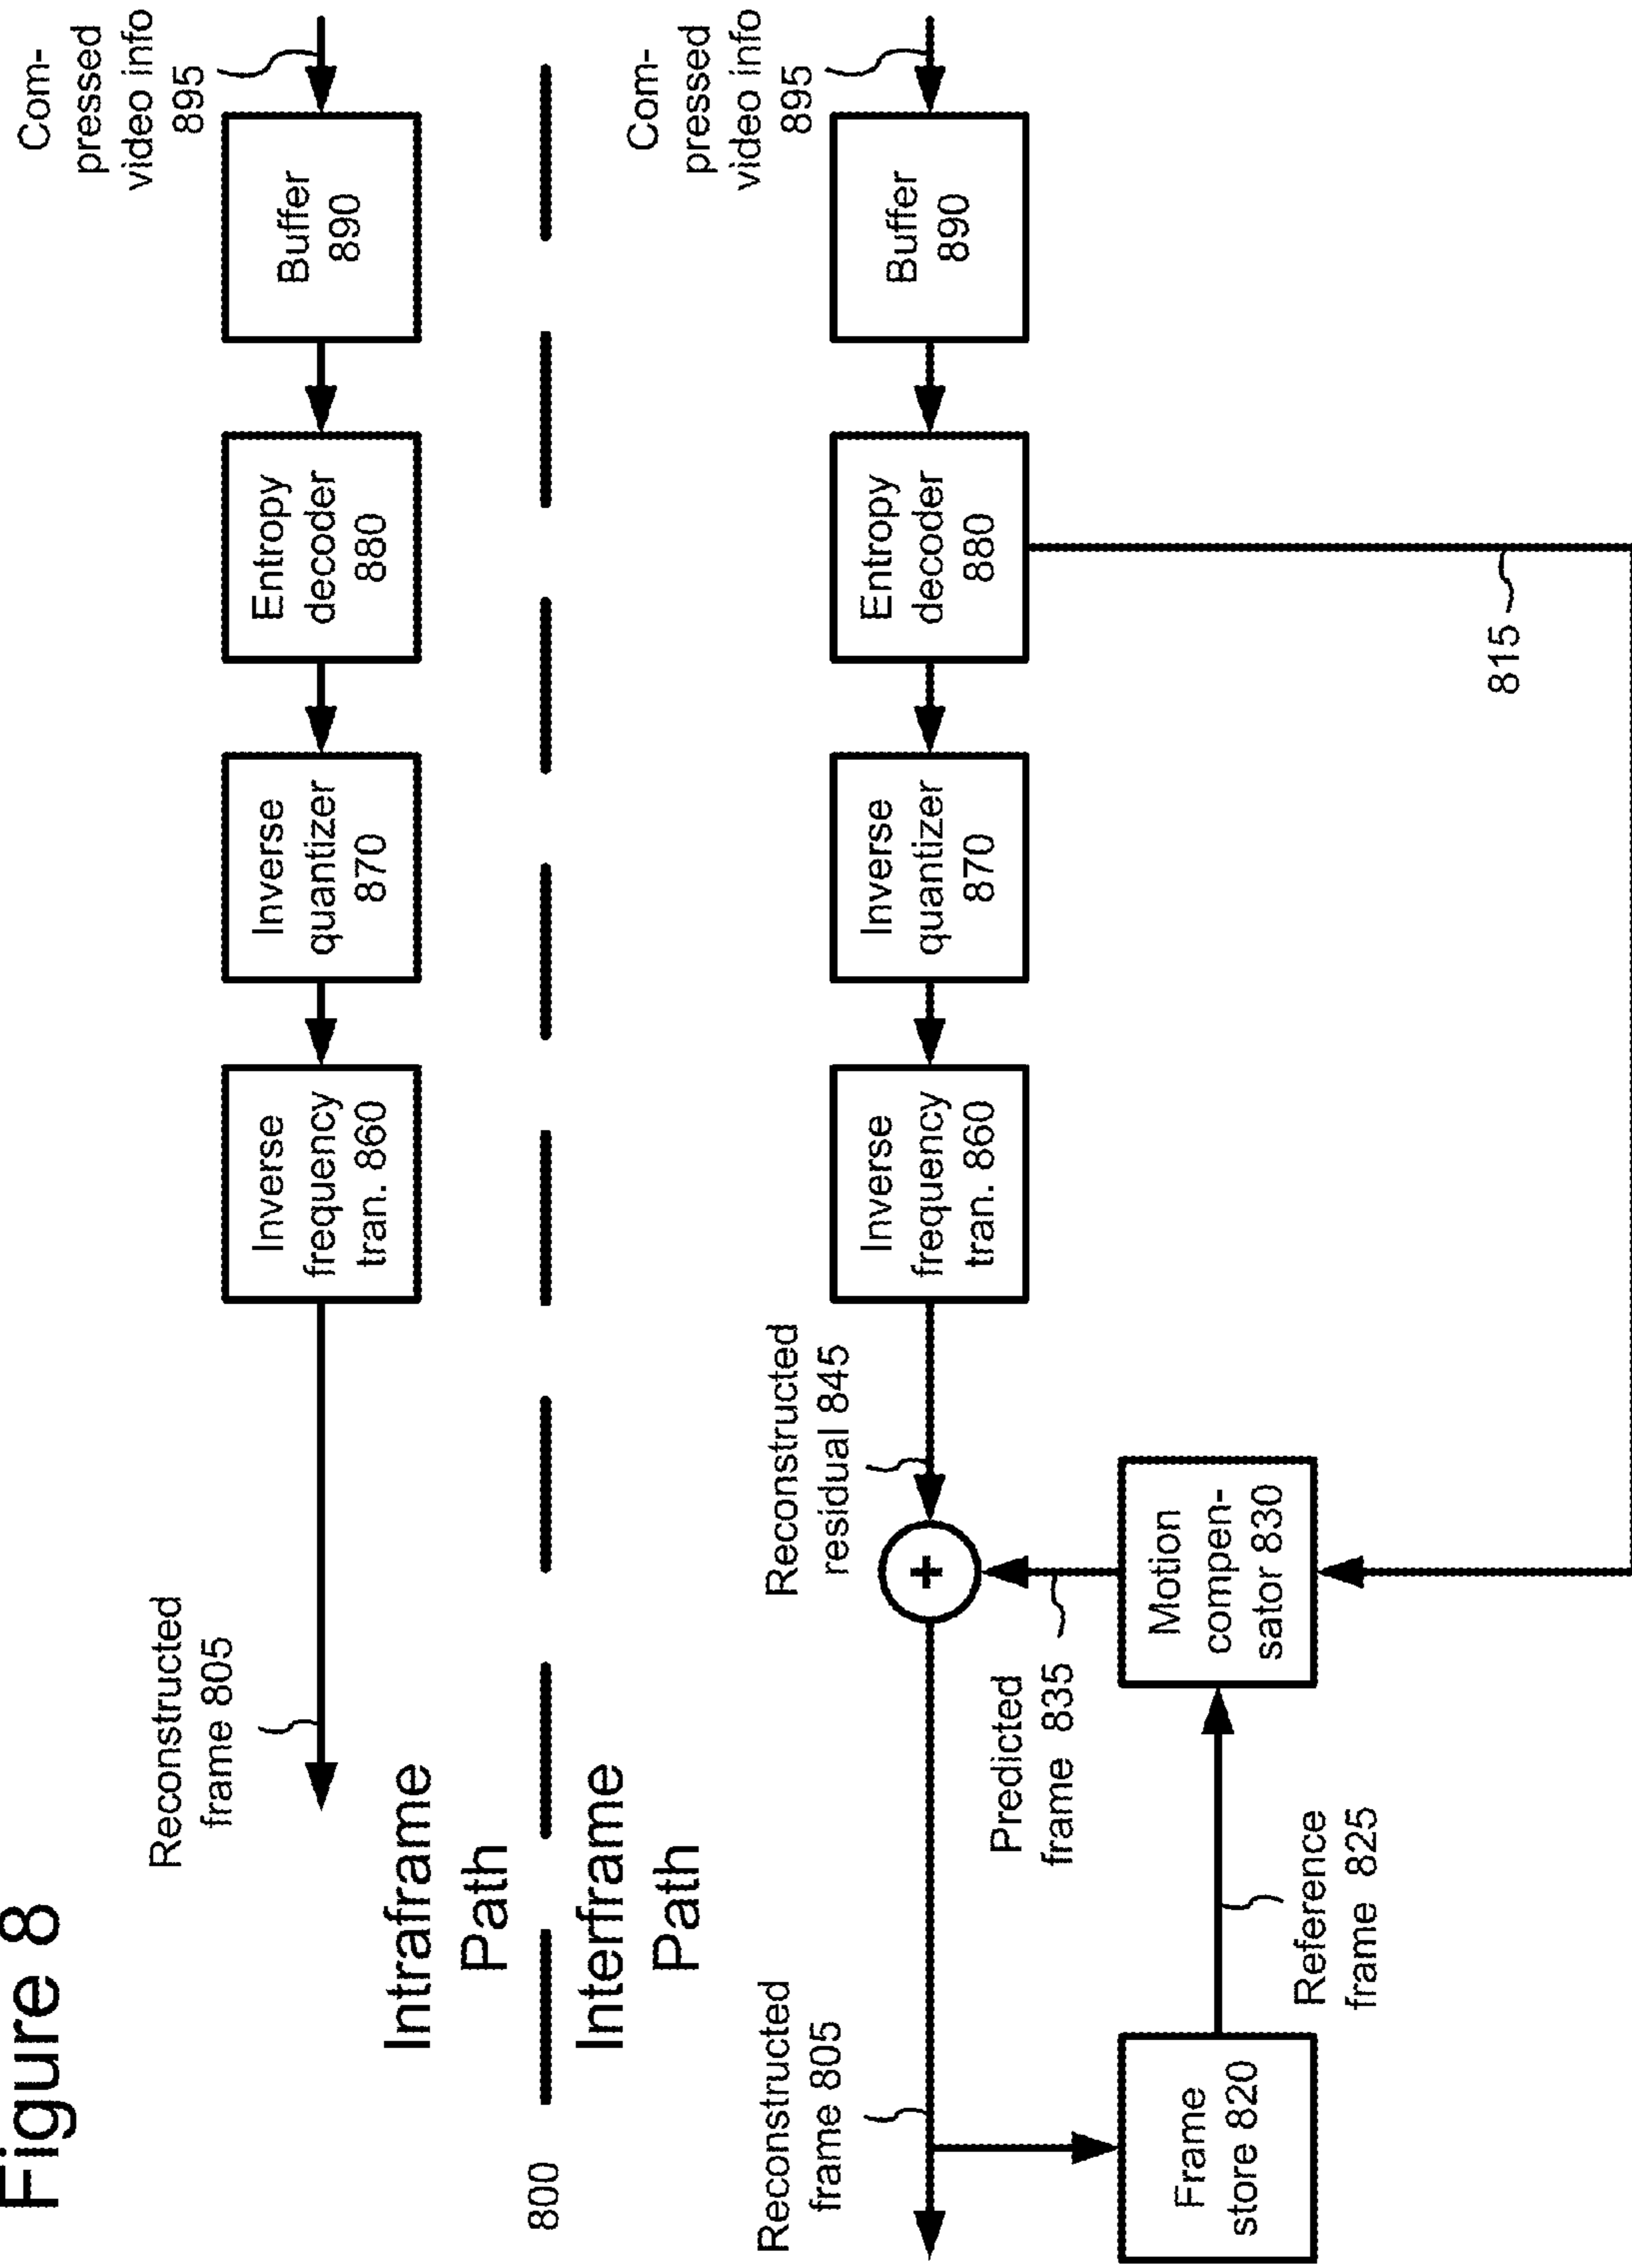 Figure 8
Reconstructed
frame 805
Inverse
frequency
tran. 860
Inverse
quantizer
870
Entropy
decoder
880
Buffer
890
Com-
pressed
video info
895
Intraframe
Path
800
Interframe
Path
Reconstructed
frame 805
Reconstructed
residual 845
+
Inverse
frequency
tran. 860
Inverse
quantizer
870
Entropy
decoder
880
Buffer
890
Com-
pressed
video info
895
Predicted
frame 835
Frame
store 820
Reference
frame 825
Motion
compen-
sator 830
815